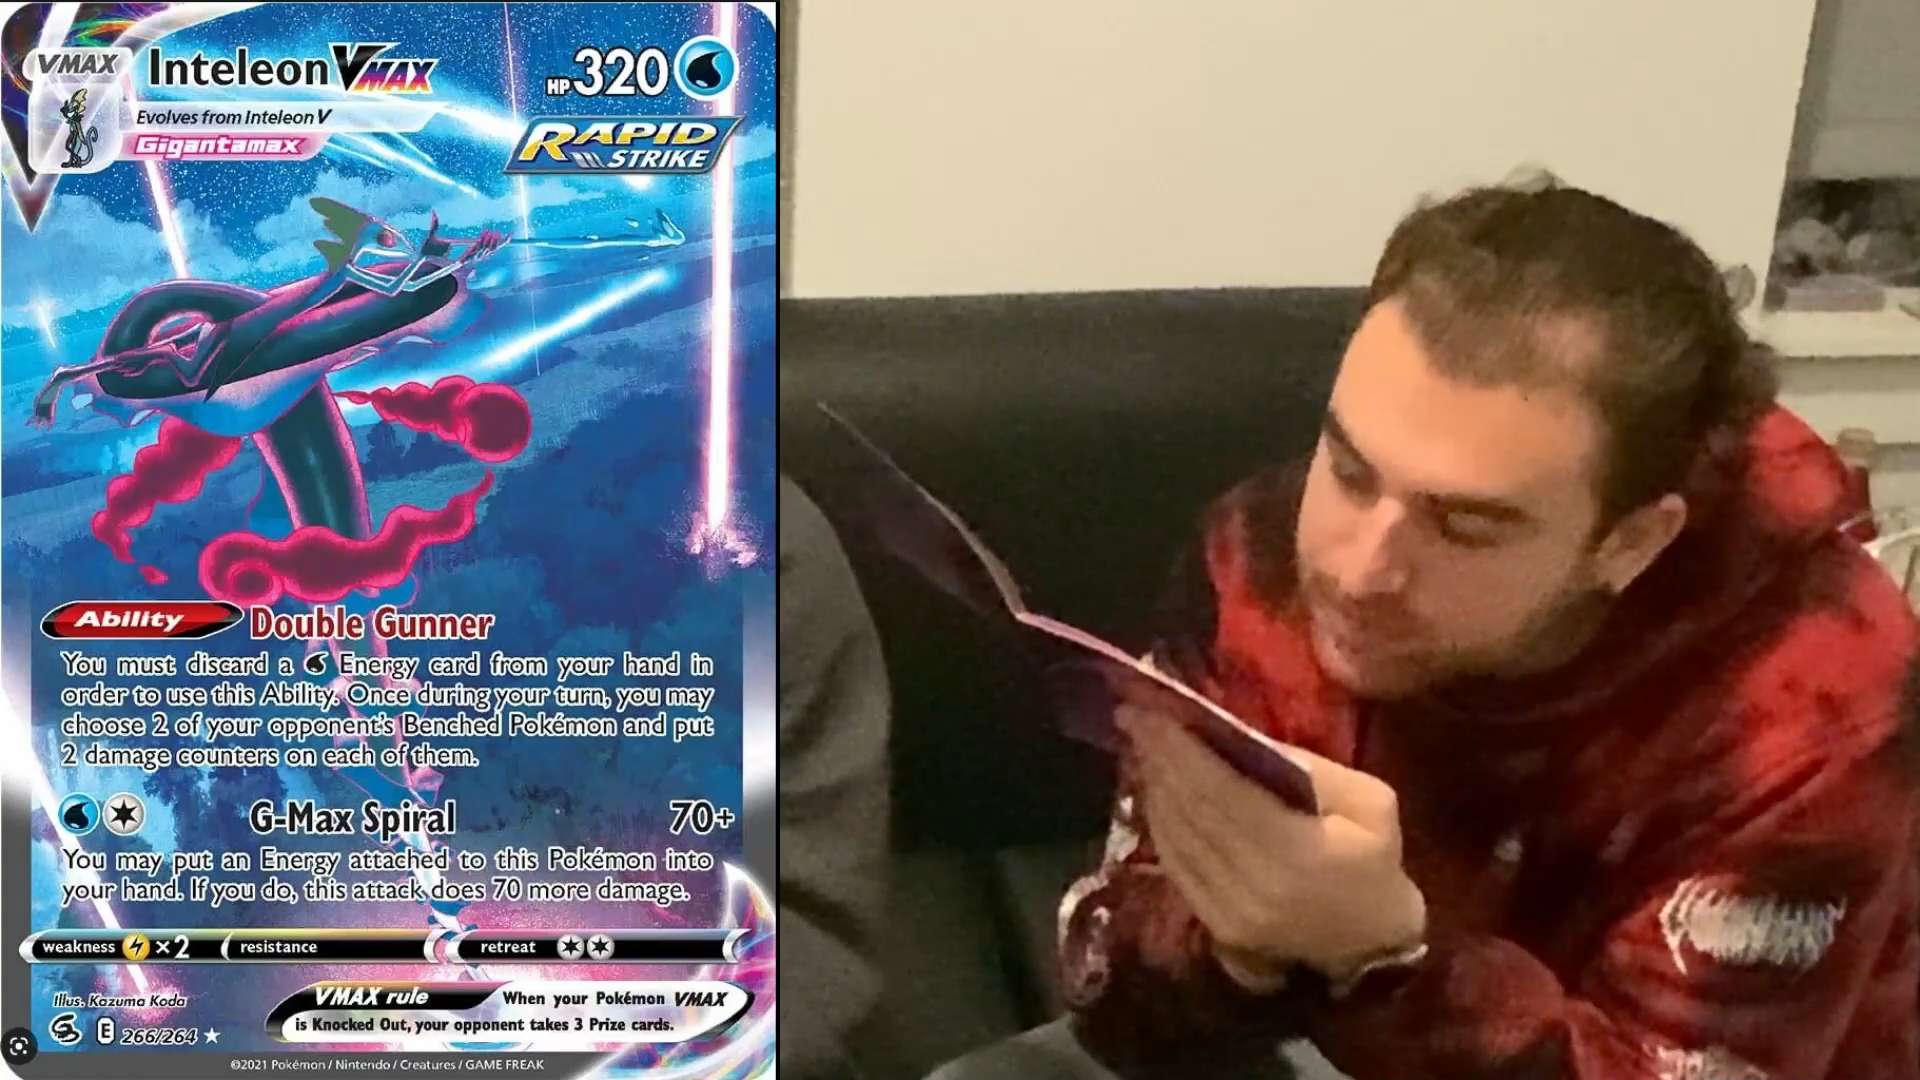 VMAX
Inteleon VMAX
HP 320
Evolves from Inteleon V
Gigantamax
RAPID
STRIKE
Ability Double Gunner
You must discard a Energy card from your hand in
order to use this Ability. Once during your turn, you may
choose 2 of your opponent's Benched Pokémon and put
2 damage counters on each of them.
G-Max Spiral 70+
You may put an Energy attached to this Pokémon into
your hand. If you do, this attack does 70 more damage.
weakness ×2 resistance retreat
Illus. Kazuma Koda
VMAX rule When your Pokémon VMAX
is Knocked Out, your opponent takes 3 Prize cards.
E 266/264
©2021 Pokémon / Nintendo / Creatures / GAME FREAK